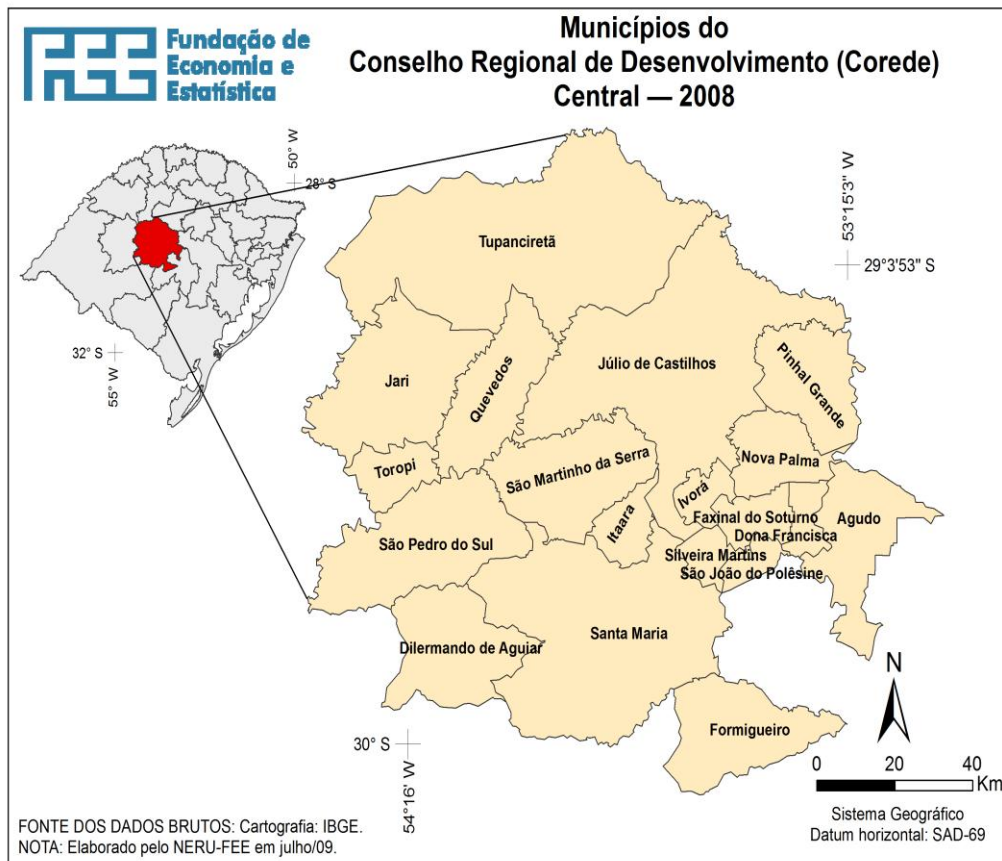 FEE Fundação de
Economia e
Estatística
Municípios do
Conselho Regional de Desenvolvimento (Corede)
Central — 2008
50° W
28° S
53°15'3" W
29°3'53" S
32° S
55° W
Tupanciretã
Jari
Quevedos
Júlio de Castilhos
Pinhal Grande
Toropi
São Martinho da Serra
Nova Palma
Ivorá
Itaara
Faxinal do Soturno
Agudo
Dona Francisca
São Pedro do Sul
Silveira Martins
São João do Polêsine
Santa Maria
Dilermando de Aguiar
Formigueiro
N
30° S
54°16' W
0 20 40
Km
Sistema Geográfico
Datum horizontal: SAD-69
FONTE DOS DADOS BRUTOS: Cartografia: IBGE.
NOTA: Elaborado pelo NERU-FEE em julho/09.